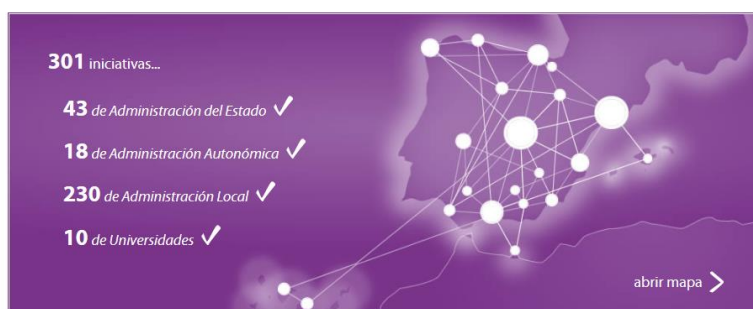 301 iniciativas...
43 de Administración del Estado
18 de Administración Autonómica
230 de Administración Local
10 de Universidades
abrir mapa